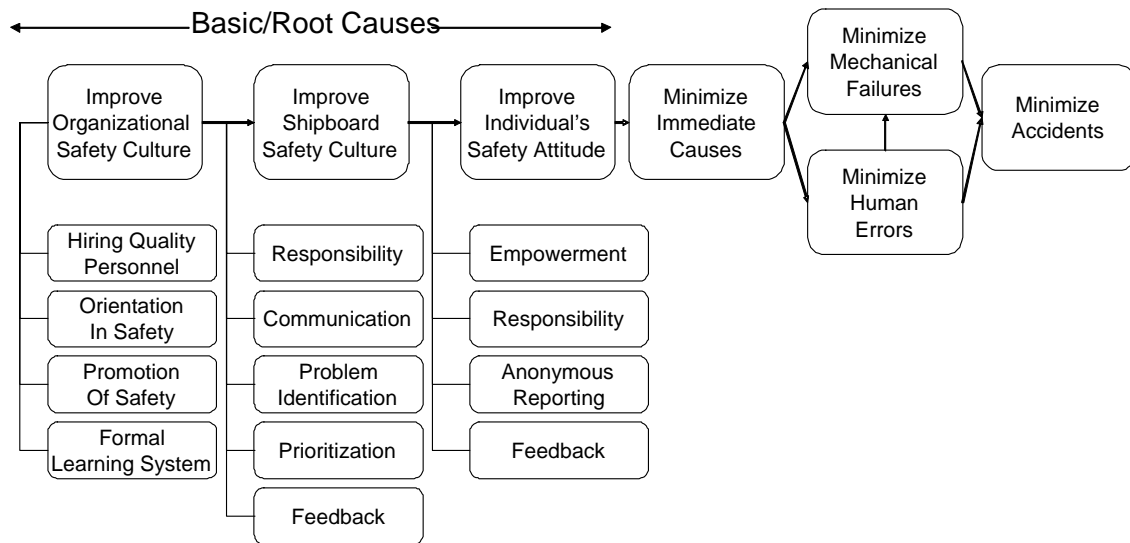 Basic/Root Causes
Improve
Organizational
Safety Culture
Improve
Shipboard
Safety Culture
Improve
Individual's
Safety Attitude
Minimize
Immediate
Causes
Minimize
Mechanical
Failures
Minimize
Human
Errors
Minimize
Accidents
Hiring Quality
Personnel
Orientation
In Safety
Promotion
Of Safety
Formal
Learning System
Responsibility
Communication
Problem
Identification
Prioritization
Feedback
Empowerment
Responsibility
Anonymous
Reporting
Feedback